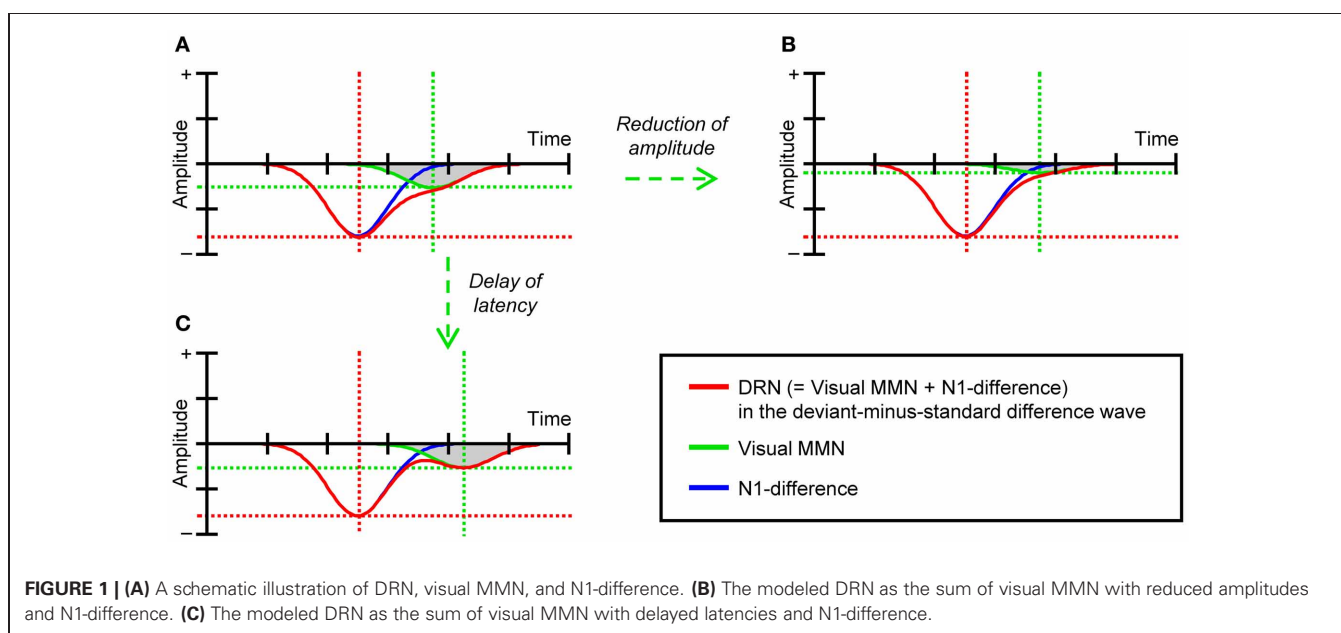 A
+
Amplitude
−
Time
Reduction of
amplitude
B
+
Amplitude
−
Time
Delay of
latency
C
+
Amplitude
−
Time
DRN (= Visual MMN + N1-difference)
in the deviant-minus-standard difference wave
Visual MMN
N1-difference
FIGURE 1 | (A) A schematic illustration of DRN, visual MMN, and N1-difference. (B) The modeled DRN as the sum of visual MMN with reduced amplitudes
and N1-difference. (C) The modeled DRN as the sum of visual MMN with delayed latencies and N1-difference.